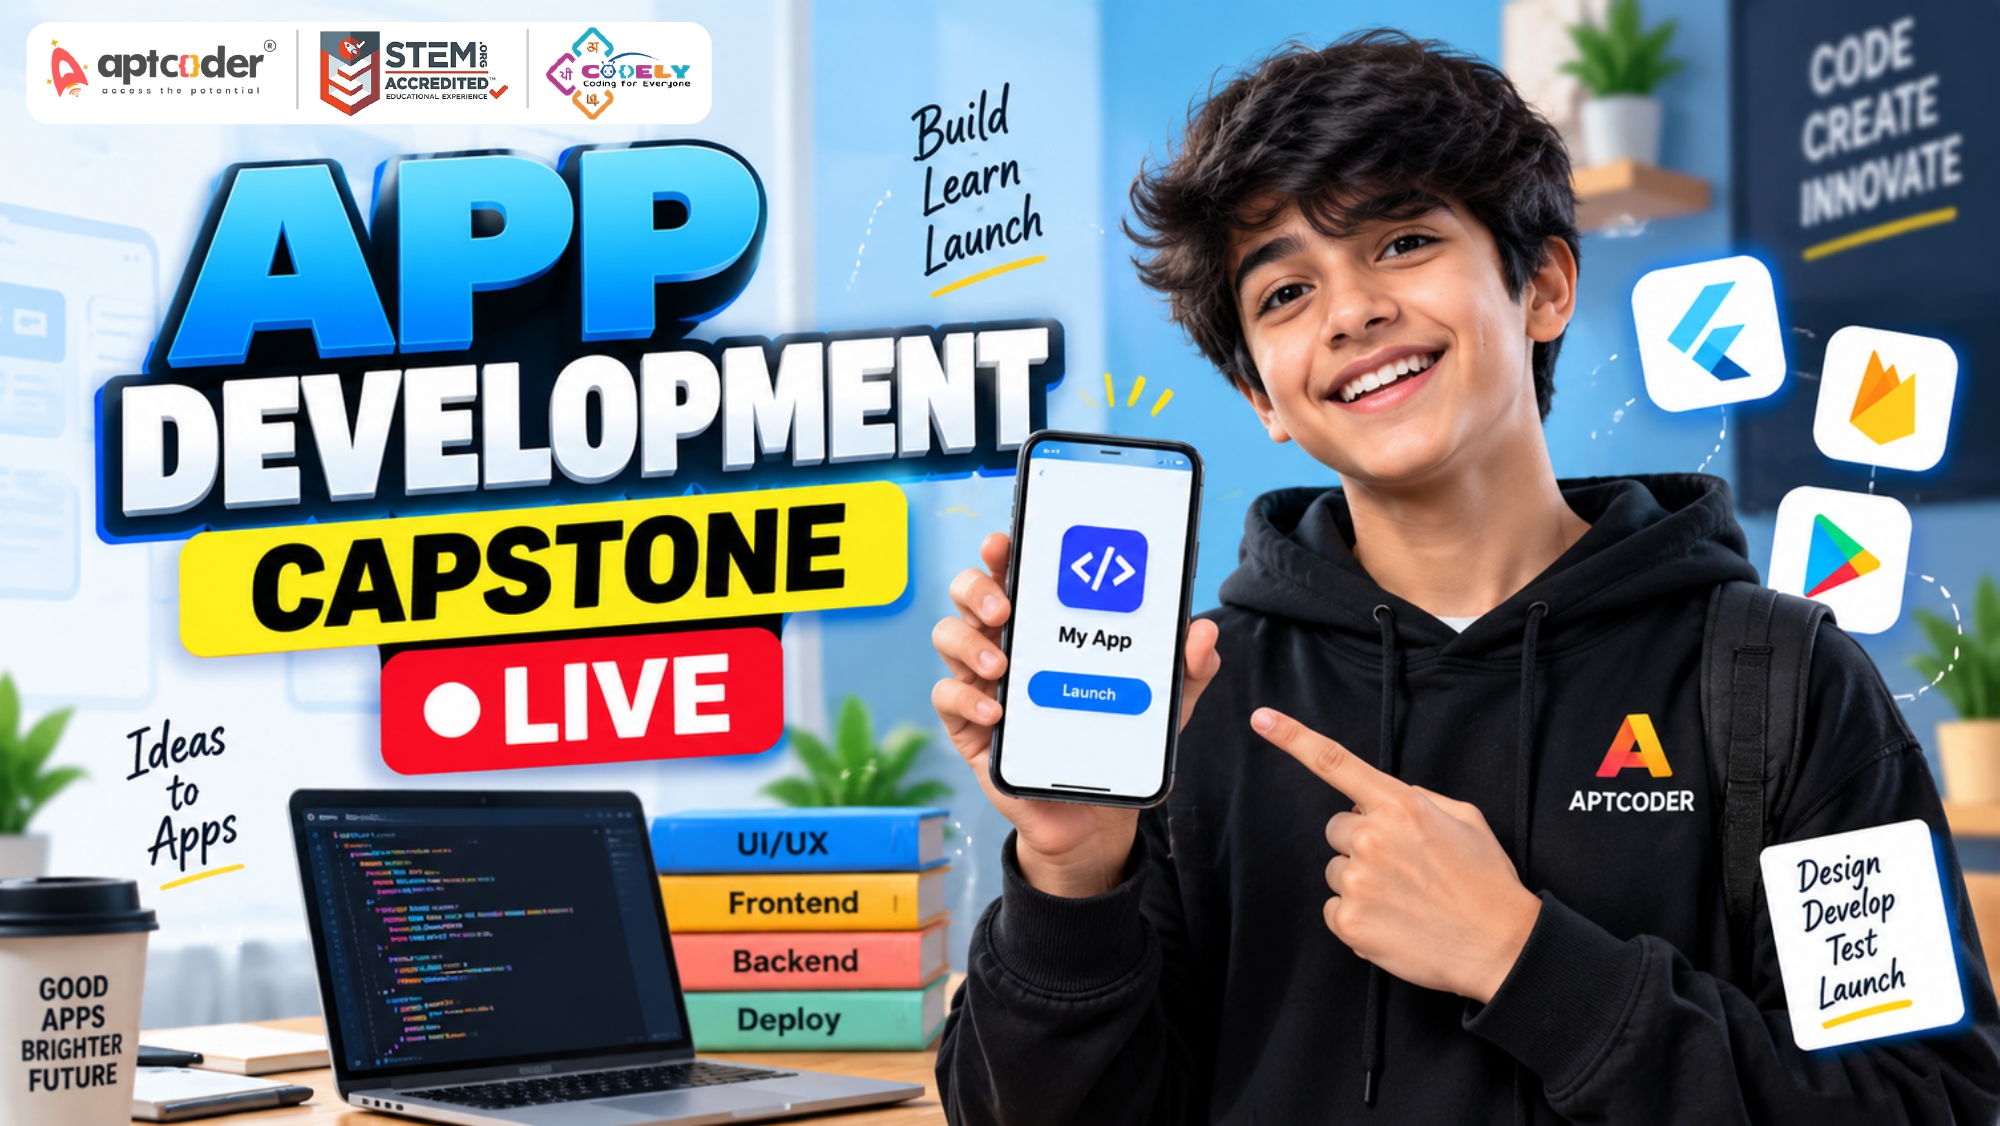 aptcoder®
access the potential
STEM.ORG
ACCREDITED™
EDUCATIONAL EXPERIENCE
अ
पी
CODELY
Coding for Everyone
APP
DEVELOPMENT
CAPSTONE
LIVE
Build
Learn
Launch
CODE
CREATE
INNOVATE
My App
Launch
Ideas
to
Apps
UI/UX
Frontend
Backend
Deploy
GOOD
APPS
BRIGHTER
FUTURE
APTCODER
Design
Develop
Test
Launch